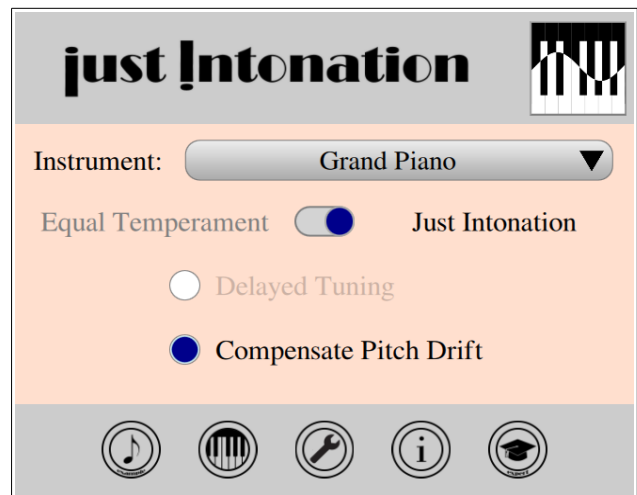 just Intonation
Instrument: Grand Piano
Equal Temperament Just Intonation
Delayed Tuning
Compensate Pitch Drift
i